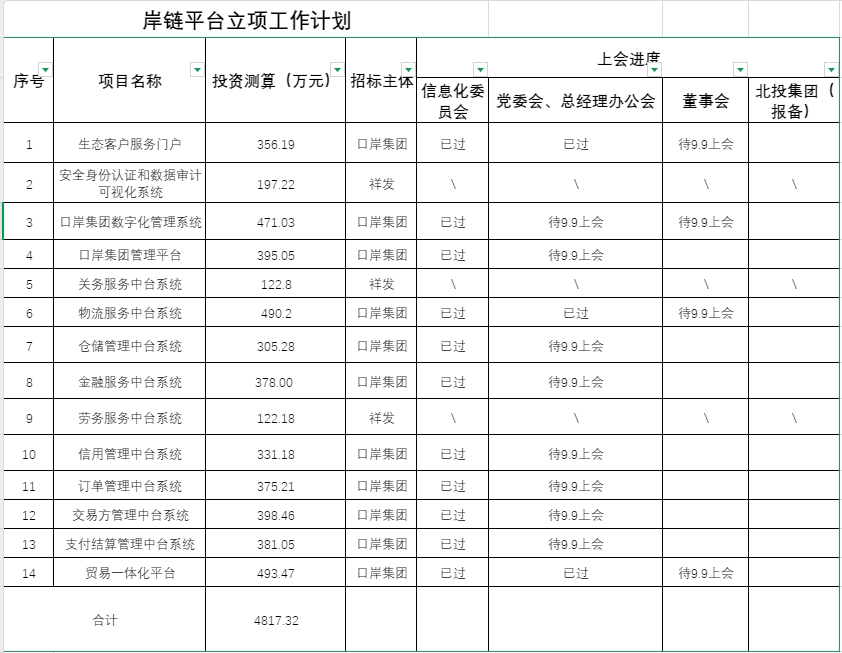 岸链平台立项工作计划
序号 项目名称 投资测算（万元） 招标主体 上会进度
信息化委员会 党委会、总经理办公会 董事会 北投集团（报备）
1 生态客户服务门户 356.19 口岸集团 已过 已过 待9.9上会
2 安全身份认证和数据审计可视化系统 197.22 祥发 \ \ \ \
3 口岸集团数字化管理系统 471.03 口岸集团 已过 待9.9上会 待9.9上会
4 口岸集团管理平台 395.05 口岸集团 已过 待9.9上会
5 关务服务中台系统 122.8 祥发 \ \ \ \
6 物流服务中台系统 490.2 口岸集团 已过 已过 待9.9上会
7 仓储管理中台系统 305.28 口岸集团 已过 待9.9上会
8 金融服务中台系统 378.00 口岸集团 已过 待9.9上会
9 劳务服务中台系统 122.18 祥发 \ \ \ \
10 信用管理中台系统 331.18 口岸集团 已过 待9.9上会
11 订单管理中台系统 375.21 口岸集团 已过 待9.9上会
12 交易方管理中台系统 398.46 口岸集团 已过 待9.9上会
13 支付结算管理中台系统 381.05 口岸集团 已过 待9.9上会
14 贸易一体化平台 493.47 口岸集团 已过 已过 待9.9上会
合计 4817.32